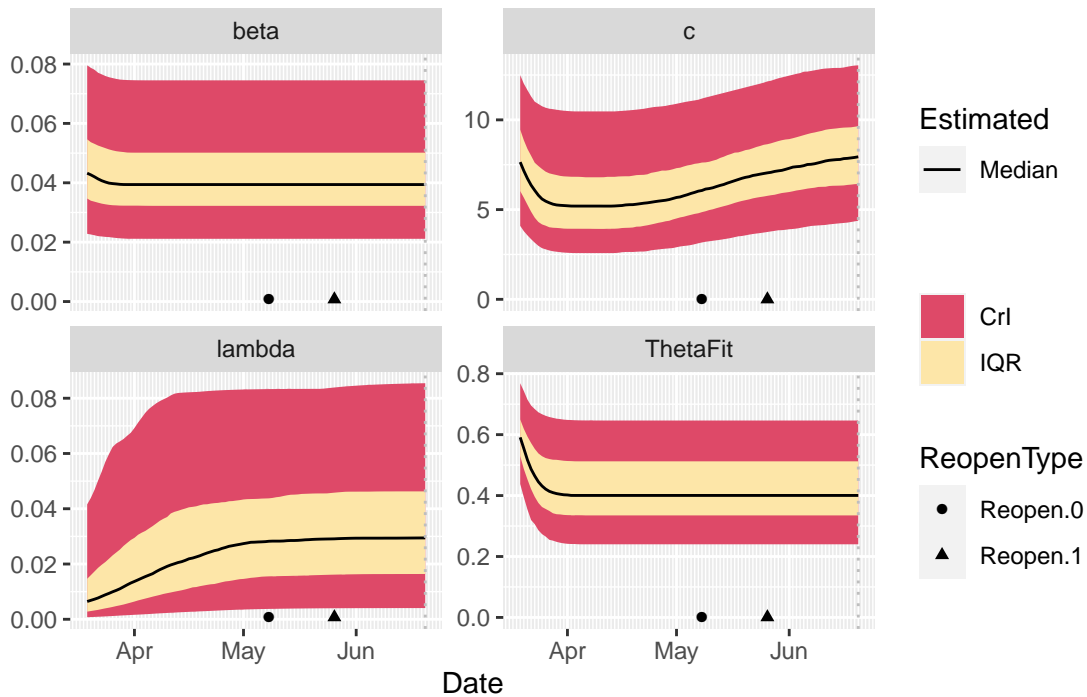 beta
c
0.08
0.06
0.04
0.02
0.00
10
5
0
lambda
ThetaFit
0.08
0.06
0.04
0.02
0.00
0.8
0.6
0.4
0.2
0.0
Apr May Jun
Apr May Jun
Date
Estimated
Median
CrI
IQR
ReopenType
Reopen.0
Reopen.1